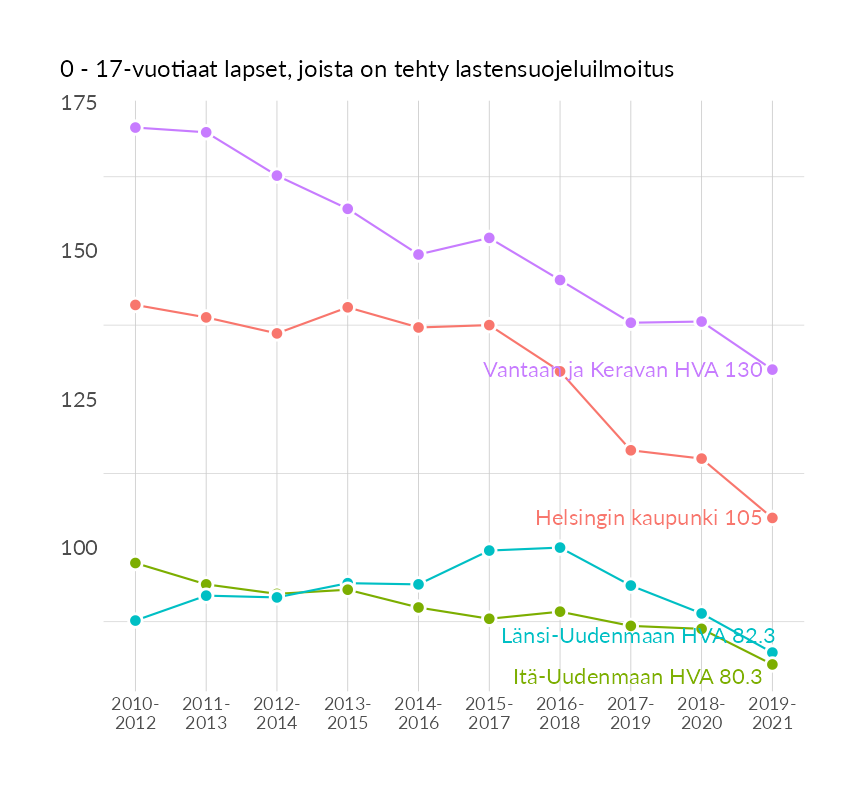 0 - 17-vuotiaat lapset, joista on tehty lastensuojeluilmoitus
175
150
125
100
Vantaan ja Keravan HVA 130
Helsingin kaupunki 105
Länsi-Uudenmaan HVA 82.3
Itä-Uudenmaan HVA 80.3
2010- 2011- 2012- 2013- 2014- 2015- 2016- 2017- 2018- 2019-
2012 2013 2014 2015 2016 2017 2018 2019 2020 2021